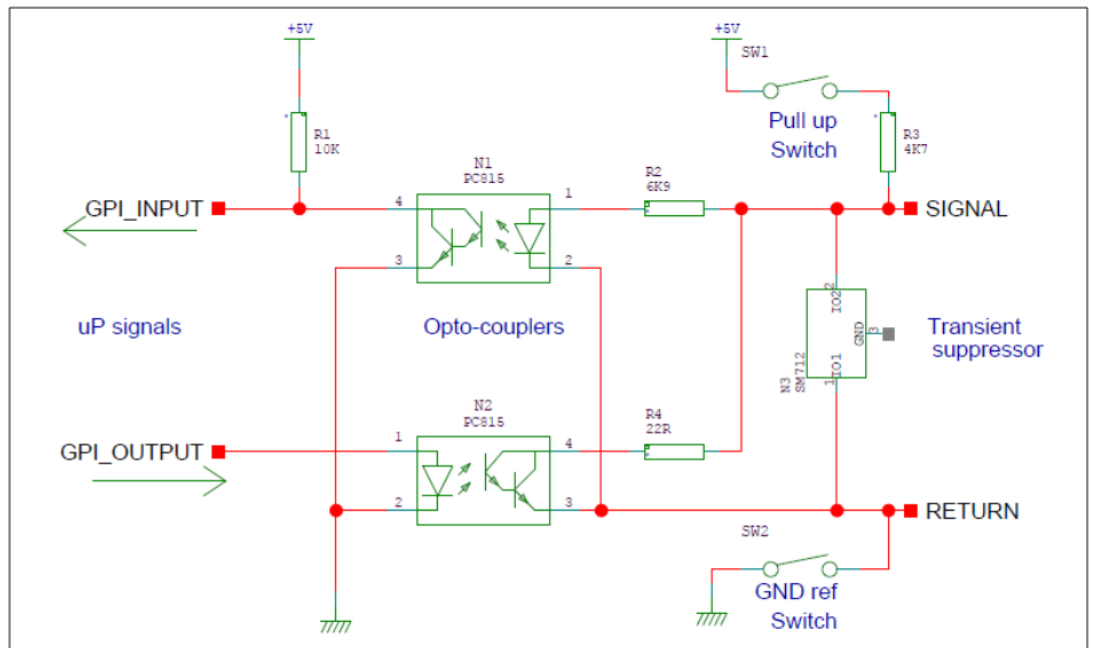 +5V
+5V
SW1
R1
10K
Pull up
Switch
R3
4K7
N1
PC815
R2
6K9
GPI_INPUT
4
1
SIGNAL
3
2
uP signals
Opto-couplers
IO2
2
GND
3
Transient
suppressor
N3
SM712
1
IO1
N2
PC815
R4
22R
GPI_OUTPUT
1
4
2
3
RETURN
SW2
GND ref
Switch